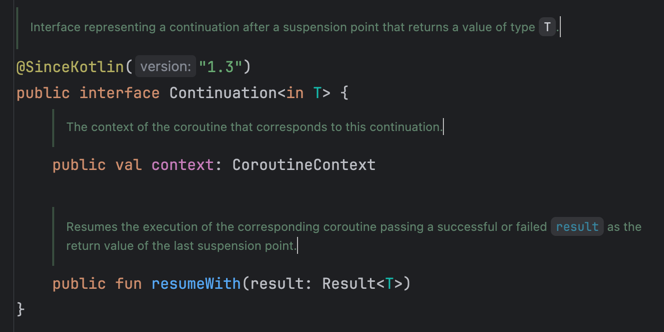 Interface representing a continuation after a suspension point that returns a value of type T.
@SinceKotlin( version: "1.3")
public interface Continuation<in T> {
The context of the coroutine that corresponds to this continuation.
public val context: CoroutineContext
Resumes the execution of the corresponding coroutine passing a successful or failed result as the
return value of the last suspension point.
public fun resumeWith(result: Result<T>)
}